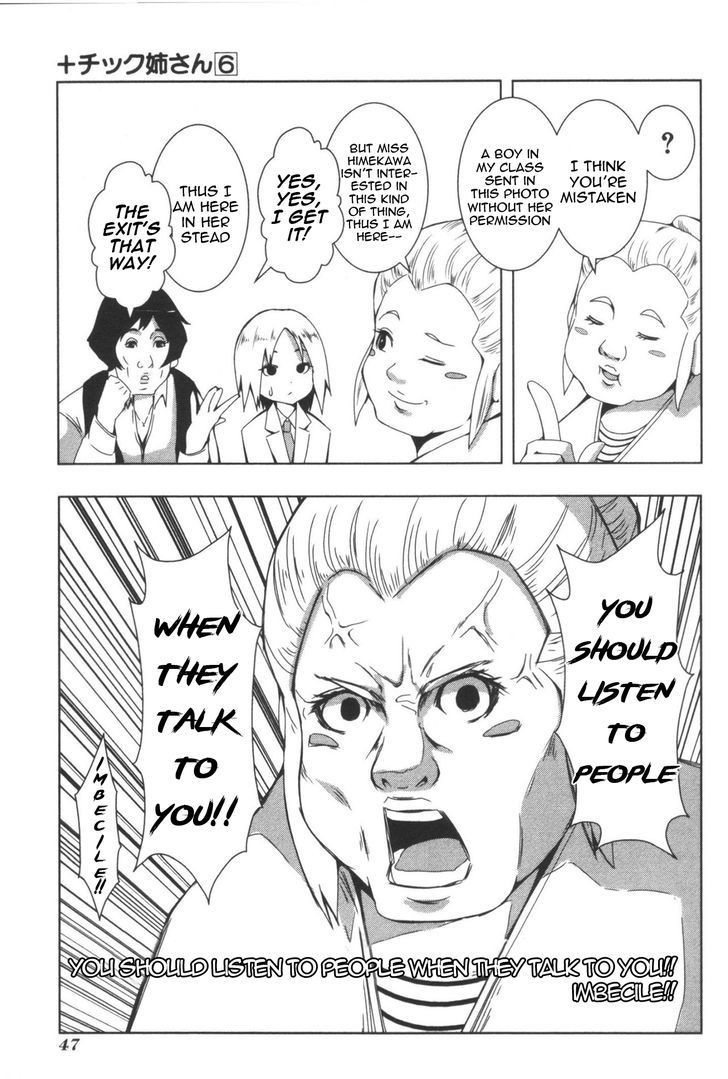 +チック姉さん6
?
I THINK
YOU'RE
MISTAKEN
A BOY IN
MY CLASS
SENT IN
THIS PHOTO
WITHOUT HER
PERMISSION
BUT MISS
HIMEKAWA
ISN'T INTER-
ESTED IN
THIS KIND
OF THING,
THUS I AM
HERE--
YES,
YES,
I GET
IT!
THUS I
AM HERE
IN HER
STEAD
THE
EXIT'S
THAT
WAY!
YOU
SHOULD
LISTEN
TO
PEOPLE
WHEN
THEY
TALK
TO
YOU!!
IMBECILE!!
YOU SHOULD LISTEN TO PEOPLE WHEN THEY TALK TO YOU!!
IMBECILE!!
47